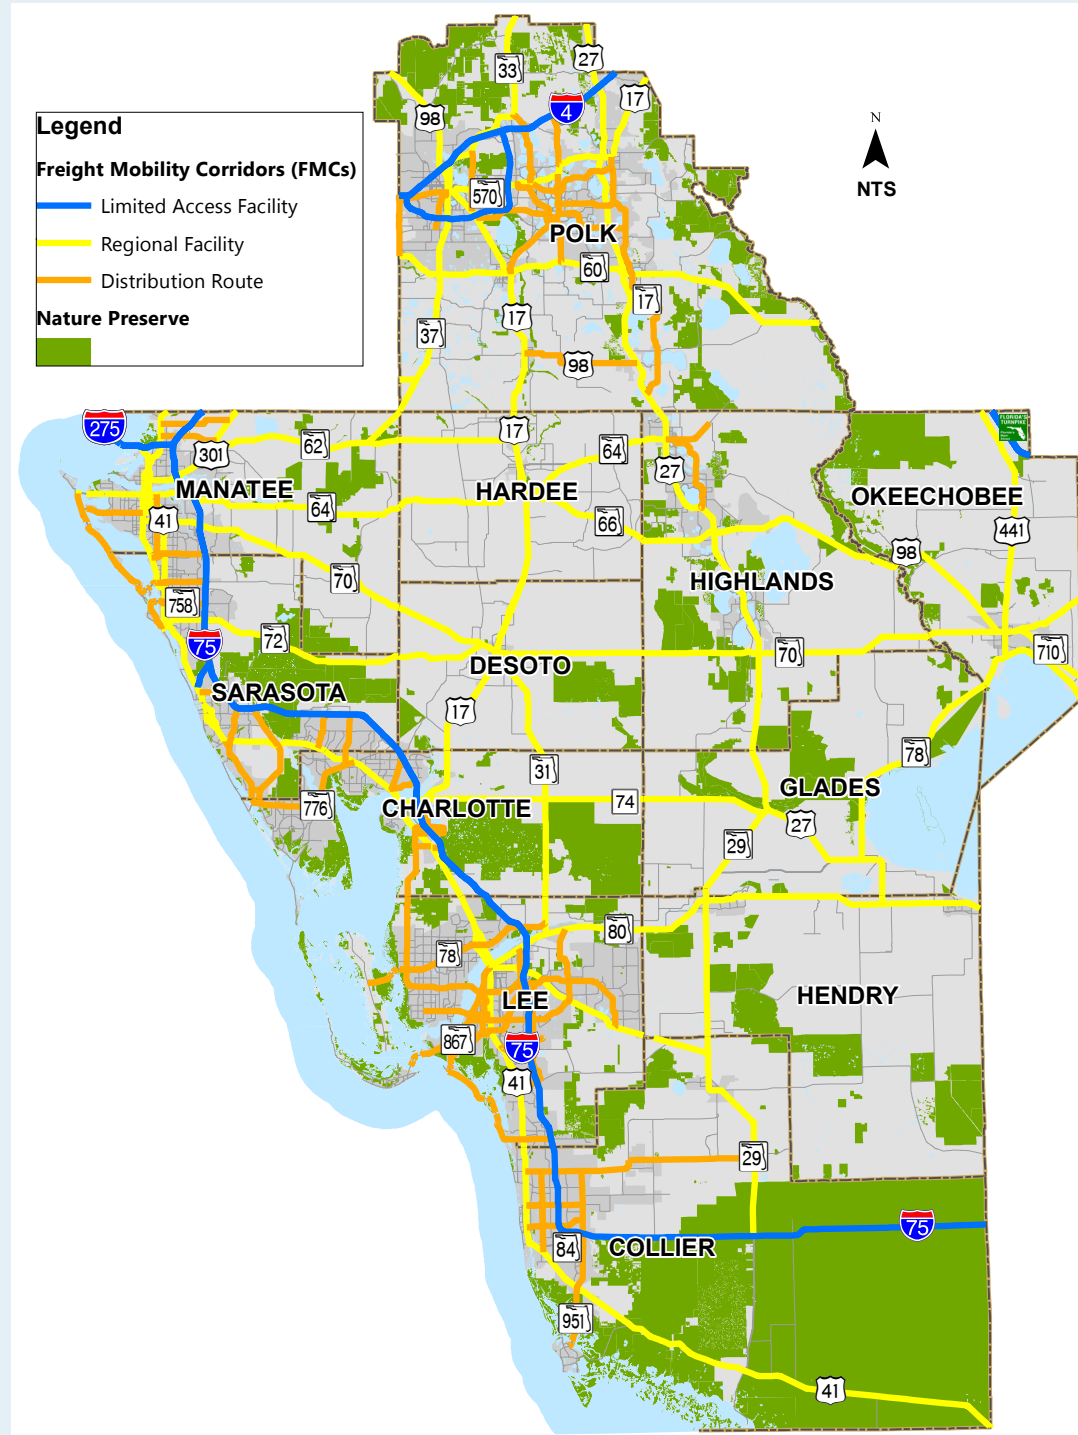 33
27
98
4
17
N
NTS
Legend
Freight Mobility Corridors (FMCs)
Limited Access Facility
Regional Facility
Distribution Route
Nature Preserve
570
POLK
60
17
17
37
98
275
301
62
17
64
27
FLORIDA'S
TURNPIKE
MANATEE
HARDEE
OKEECHOBEE
64
41
66
441
98
70
HIGHLANDS
758
75
72
70
710
DESOTO
SARASOTA
17
78
31
GLADES
776
CHARLOTTE
74
27
29
80
78
LEE
HENDRY
867
75
41
29
75
84
COLLIER
951
41